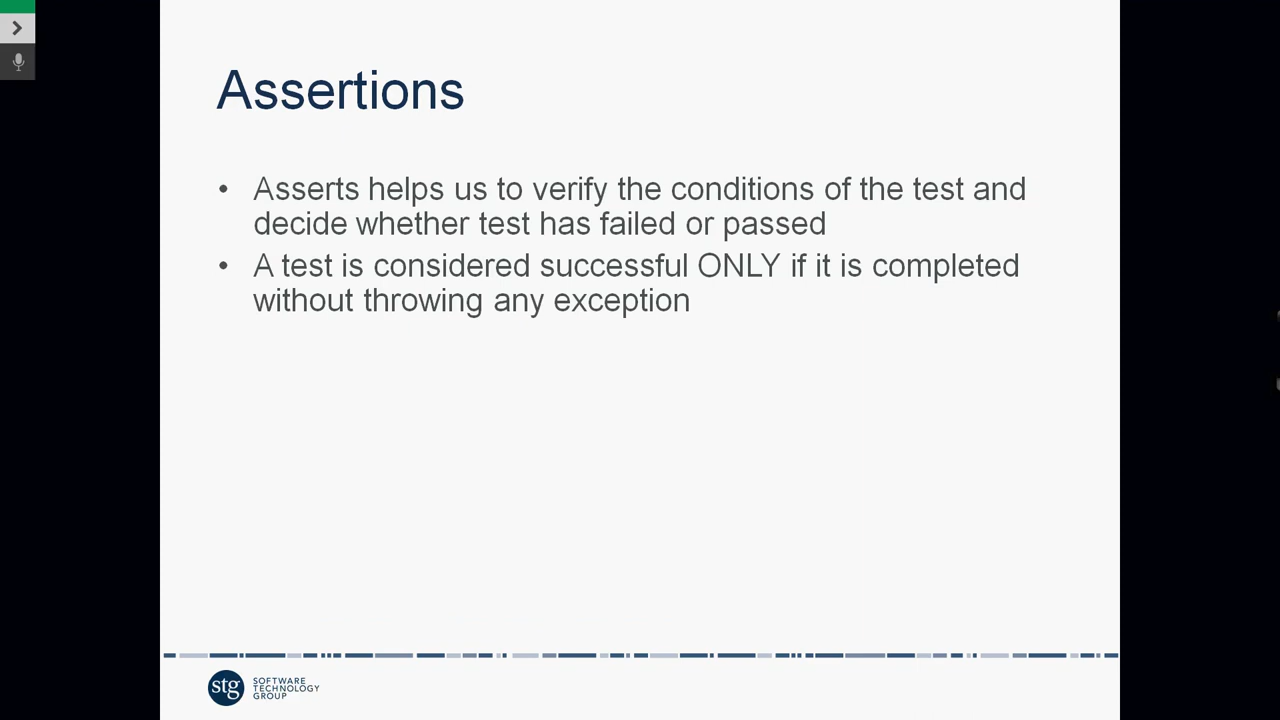 Assertions
• Asserts helps us to verify the conditions of the test and
decide whether test has failed or passed
• A test is considered successful ONLY if it is completed
without throwing any exception
stg
SOFTWARE
TECHNOLOGY
GROUP